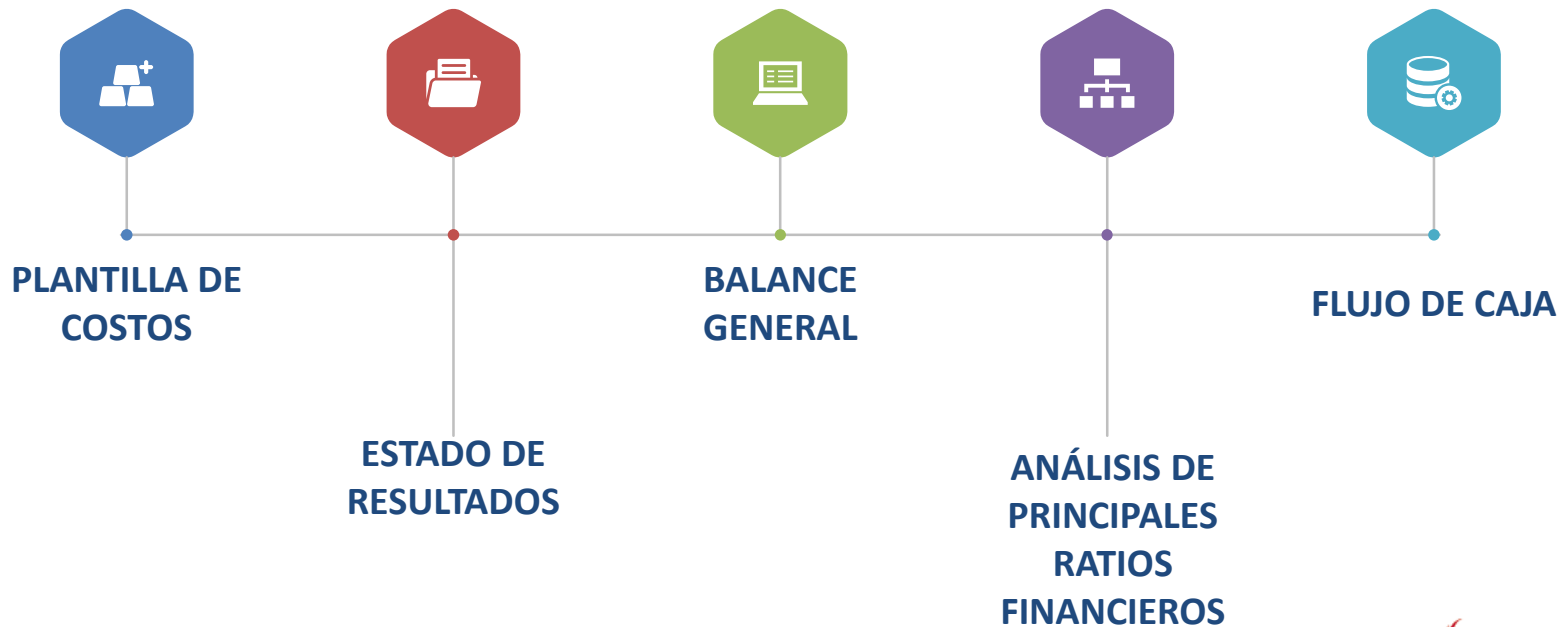 PLANTILLA DE
COSTOS
ESTADO DE
RESULTADOS
BALANCE
GENERAL
ANÁLISIS DE
PRINCIPALES
RATIOS
FINANCIEROS
FLUJO DE CAJA